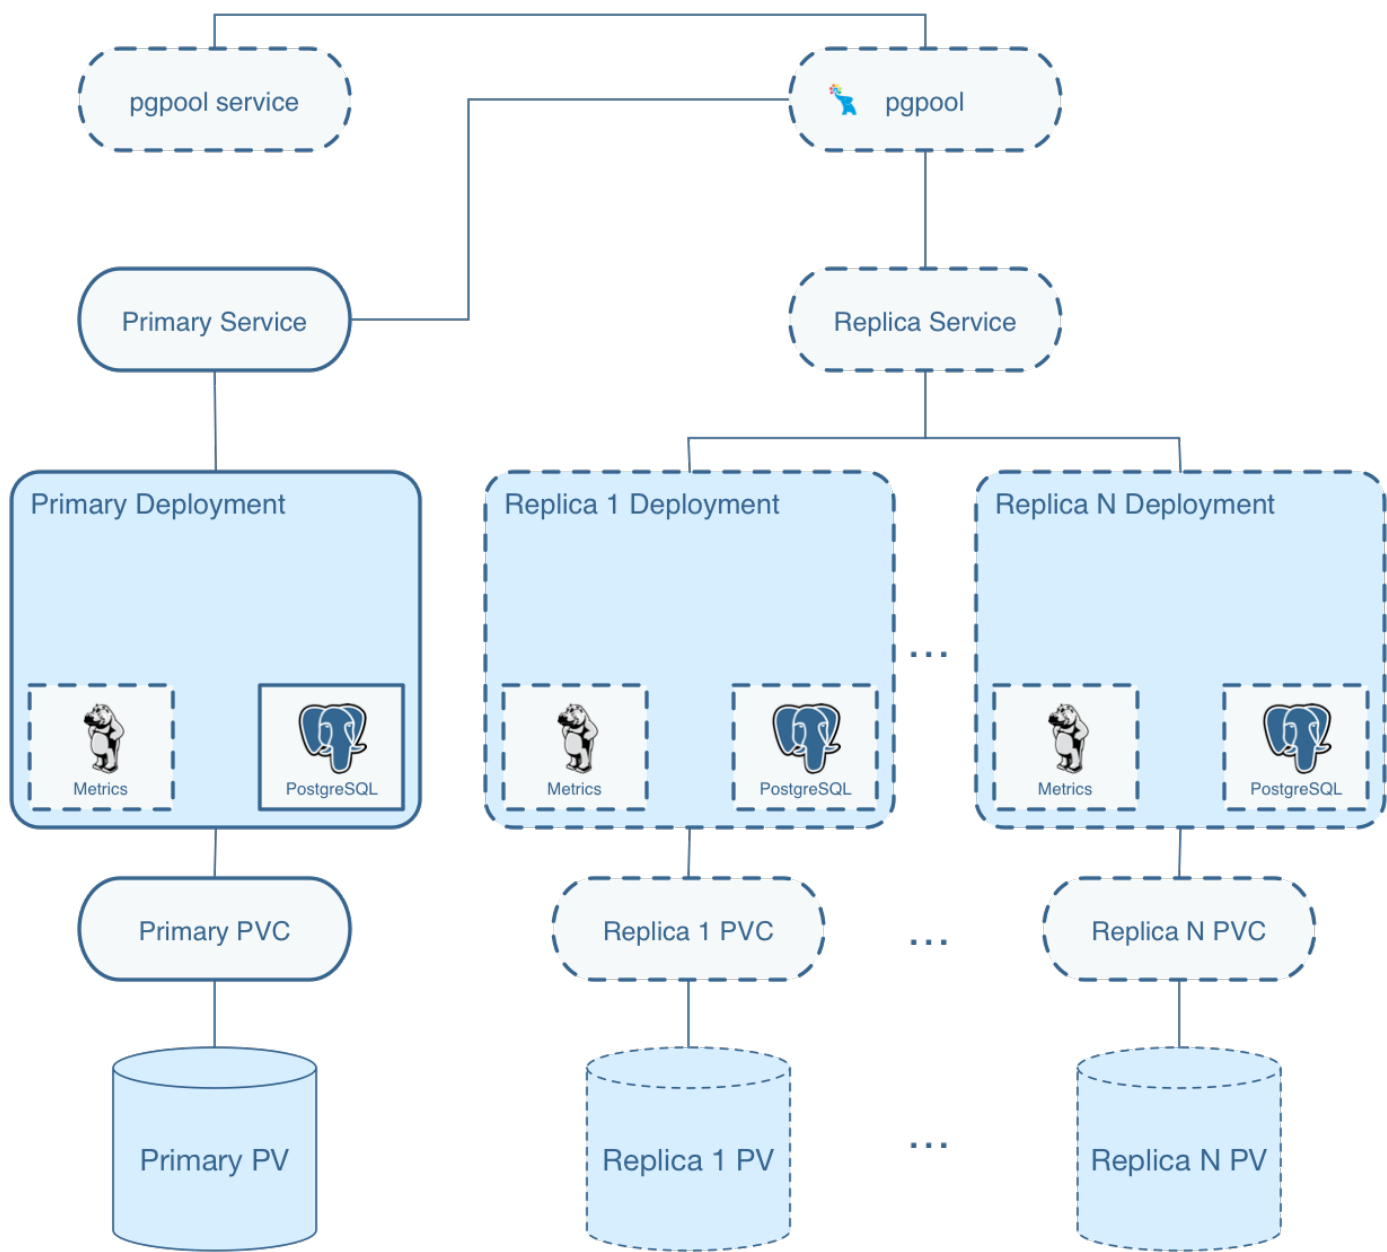 pgpool service
pgpool
Primary Service
Replica Service
Primary Deployment
Replica 1 Deployment
Replica N Deployment
...
Metrics
PostgreSQL
Metrics
PostgreSQL
Metrics
PostgreSQL
Primary PVC
Replica 1 PVC
...
Replica N PVC
Primary PV
Replica 1 PV
...
Replica N PV